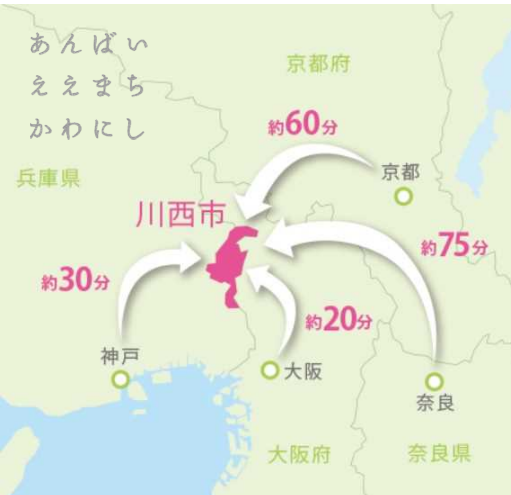 あんばい
ええまち
かわにし
京都府
約60分
京都
兵庫県
川西市
約75分
約30分
約20分
神戸
大阪
奈良
大阪府
奈良県